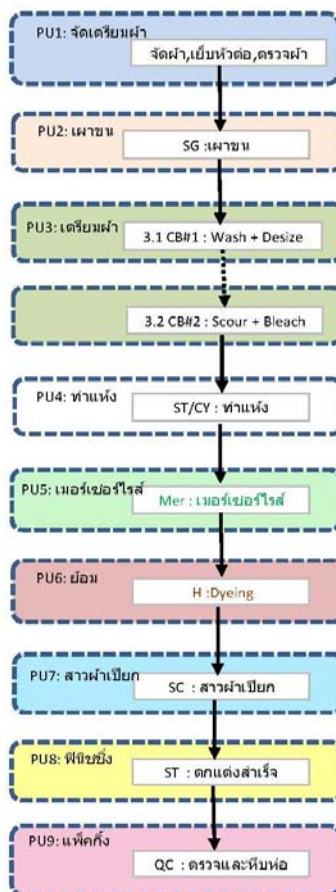 PU1: จัดเตรียมผ้า
จัดผ้า,เย็บหัวต่อ,ตรวจผ้า
PU2: เผาขน
SG :เผาขน
PU3: เตรียมผ้า
3.1 CB#1 : Wash + Desize
3.2 CB#2 : Scour + Bleach
PU4: ทำแห้ง
ST/CY : ทำแห้ง
PU5: เมอร์เซอร์ไรส์
Mer : เมอร์เซอร์ไรส์
PU6: ย้อม
H :Dyeing
PU7: สาวผ้าเปียก
SC : สาวผ้าเปียก
PU8: ฟินิชชิ่ง
ST : ตกแต่งสำเร็จ
PU9: แพ็คกิ้ง
QC : ตรวจและหีบห่อ